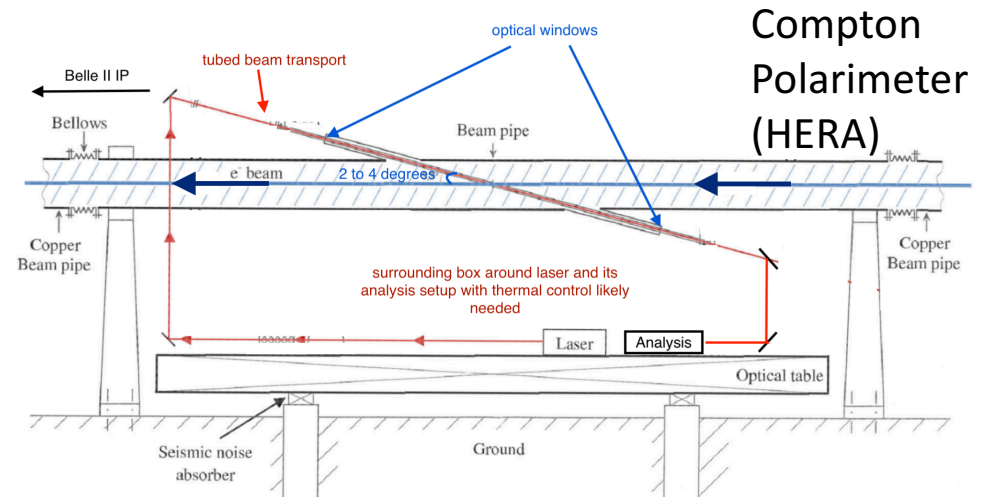 Compton
Polarimeter
(HERA)
optical windows
tubed beam transport
Belle II IP
Bellows
Beam pipe
e⁻ beam
2 to 4 degrees
Copper
Beam pipe
Copper
Beam pipe
surrounding box around laser and its
analysis setup with thermal control likely
needed
Laser
Analysis
Optical table
Seismic noise
absorber
Ground